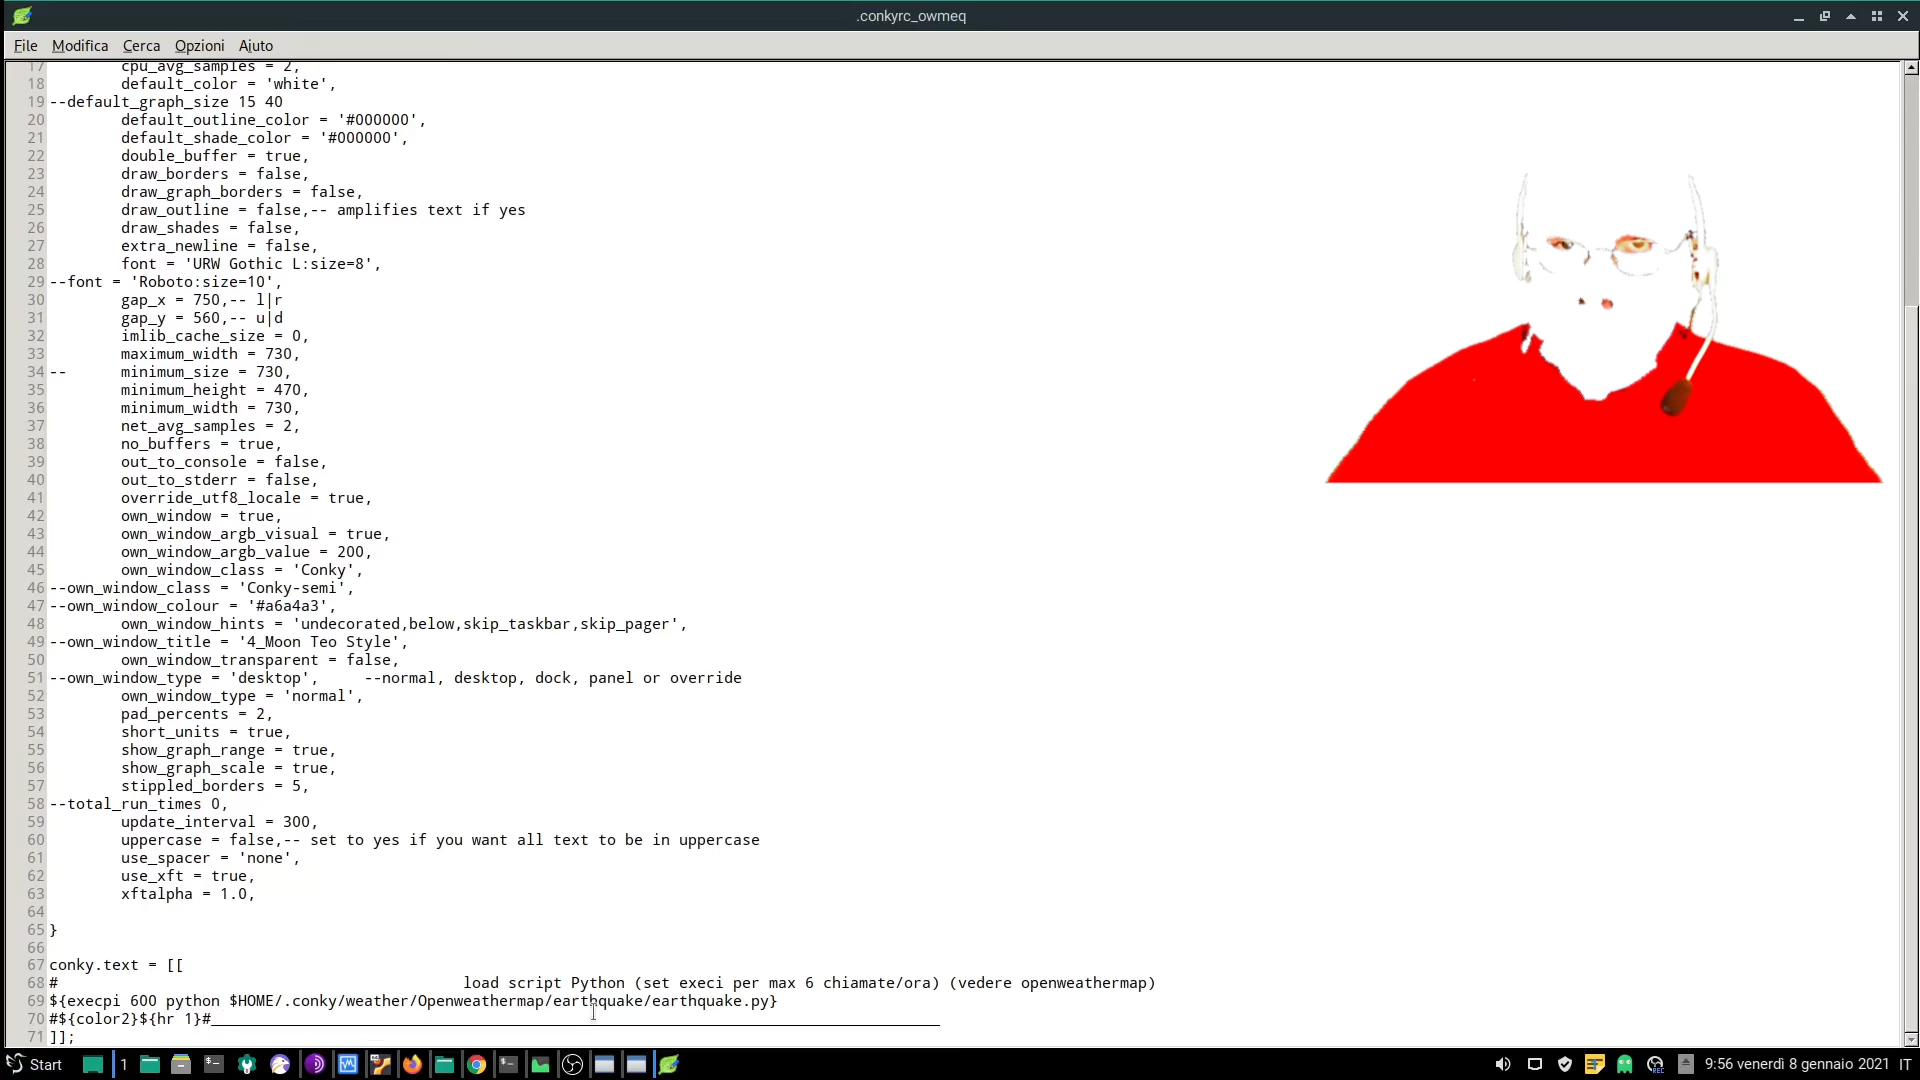 .conkyrc_owmeq
File Modifica Cerca Opzioni Aiuto
17 cpu_avg_samples = 2,
18 default_color = 'white',
19 --default_graph_size 15 40
20 default_outline_color = '#000000',
21 default_shade_color = '#000000',
22 double_buffer = true,
23 draw_borders = false,
24 draw_graph_borders = false,
25 draw_outline = false,-- amplifies text if yes
26 draw_shades = false,
27 extra_newline = false,
28 font = 'URW Gothic L:size=8',
29 --font = 'Roboto:size=10',
30 gap_x = 750,-- l|r
31 gap_y = 560,-- u|d
32 imlib_cache_size = 0,
33 maximum_width = 730,
34 -- minimum_size = 730,
35 minimum_height = 470,
36 minimum_width = 730,
37 net_avg_samples = 2,
38 no_buffers = true,
39 out_to_console = false,
40 out_to_stderr = false,
41 override_utf8_locale = true,
42 own_window = true,
43 own_window_argb_visual = true,
44 own_window_argb_value = 200,
45 own_window_class = 'Conky',
46 --own_window_class = 'Conky-semi',
47 --own_window_colour = '#a6a4a3',
48 own_window_hints = 'undecorated,below,skip_taskbar,skip_pager',
49 --own_window_title = '4_Moon Teo Style',
50 own_window_transparent = false,
51 --own_window_type = 'desktop', --normal, desktop, dock, panel or override
52 own_window_type = 'normal',
53 pad_percents = 2,
54 short_units = true,
55 show_graph_range = true,
56 show_graph_scale = true,
57 stippled_borders = 5,
58 --total_run_times 0,
59 update_interval = 300,
60 uppercase = false,-- set to yes if you want all text to be in uppercase
61 use_spacer = 'none',
62 use_xft = true,
63 xftalpha = 1.0,
64
65 }
66
67 conky.text = [[
68 # load script Python (set execi per max 6 chiamate/ora) (vedere openweathermap)
69 ${execpi 600 python $HOME/.conky/weather/Openweathermap/earthquake/earthquake.py}
70 #${color2}${hr 1}#_________________________________________________________________________________
71 ]];
Start 1 9:56 venerdì 8 gennaio 2021 IT